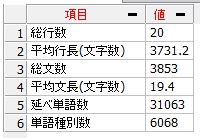 項目 値
1 総行数 20
2 平均行長(文字数) 3731.2
3 総文数 3853
4 平均文長(文字数) 19.4
5 延べ単語数 31063
6 単語種別数 6068